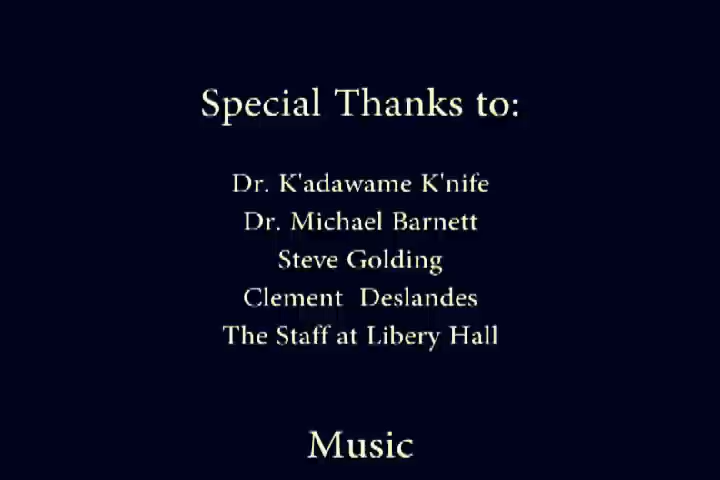 Special Thanks to:
Dr. K'adawame K'nife
Dr. Michael Barnett
Steve Golding
Clement Deslandes
The Staff at Libery Hall
Music